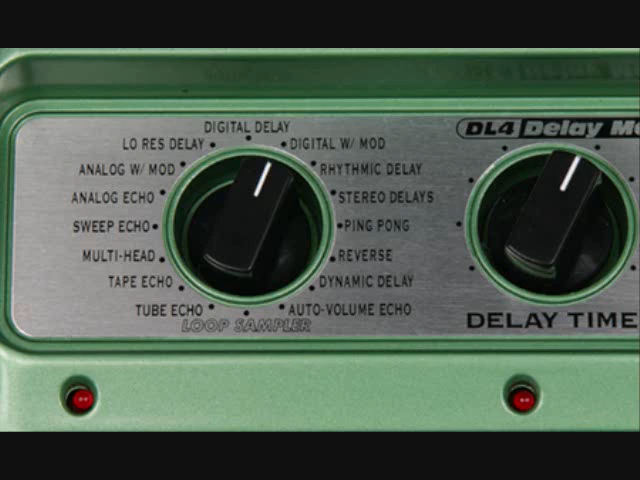 DL4 Delay Mo
DIGITAL DELAY
LO RES DELAY
DIGITAL W/ MOD
ANALOG W/ MOD
RHYTHMIC DELAY
ANALOG ECHO
STEREO DELAYS
SWEEP ECHO
PING PONG
MULTI-HEAD
REVERSE
TAPE ECHO
DYNAMIC DELAY
TUBE ECHO
AUTO-VOLUME ECHO
LOOP SAMPLER
DELAY TIME